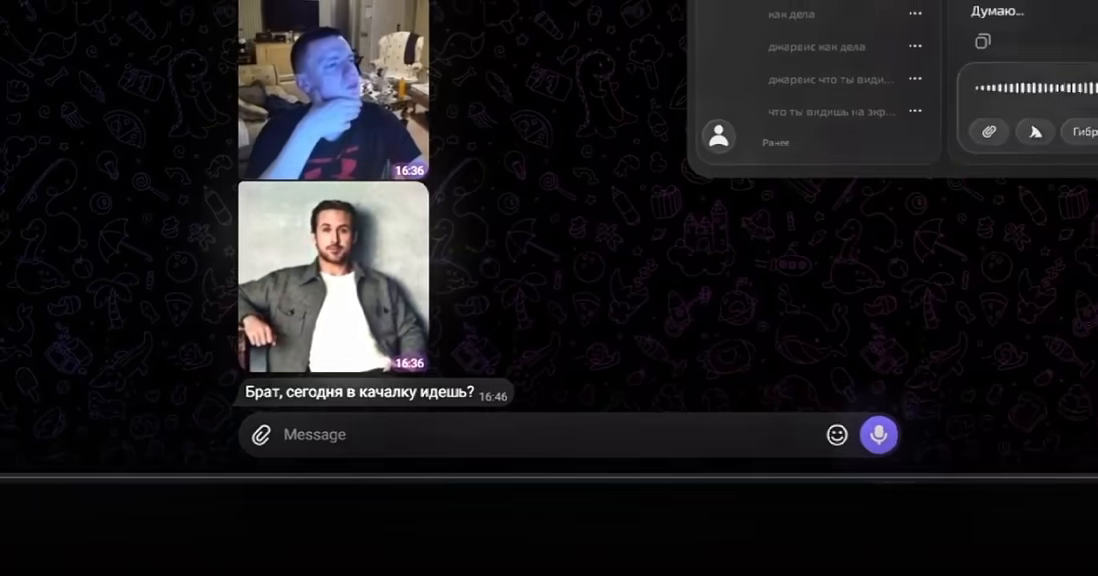 16:36
16:36
Брат, сегодня в качалку идешь? 16:46
Message
как дела
джарвис как дела
джарвис что ты види...
что ты видишь на экр...
Ранее
Думаю...
Гибр